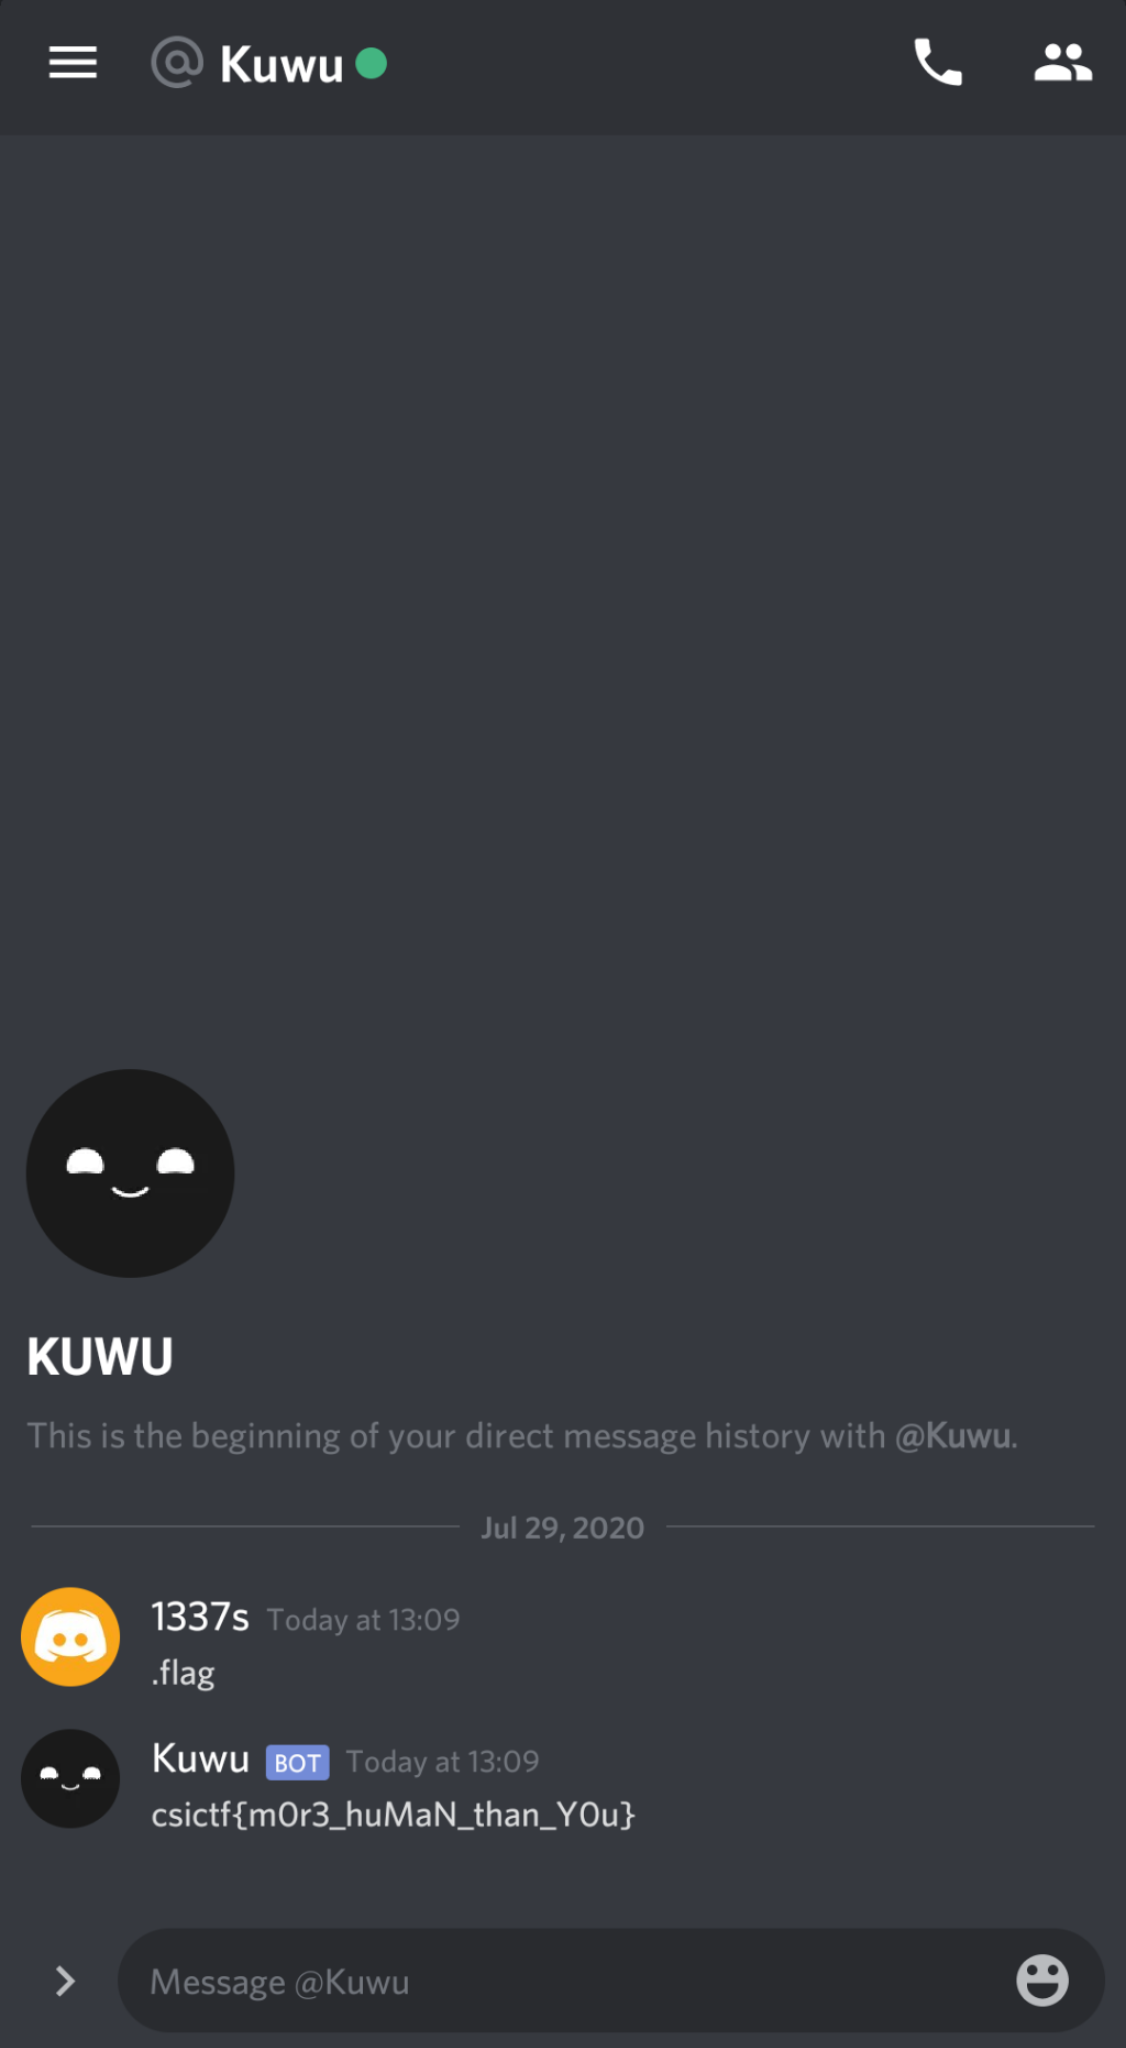 @ Kuwu
KUWU
This is the beginning of your direct message history with @Kuwu.
Jul 29, 2020
1337s Today at 13:09
.flag
Kuwu BOT Today at 13:09
csictf{m0r3_huMaN_than_Y0u}
Message @Kuwu